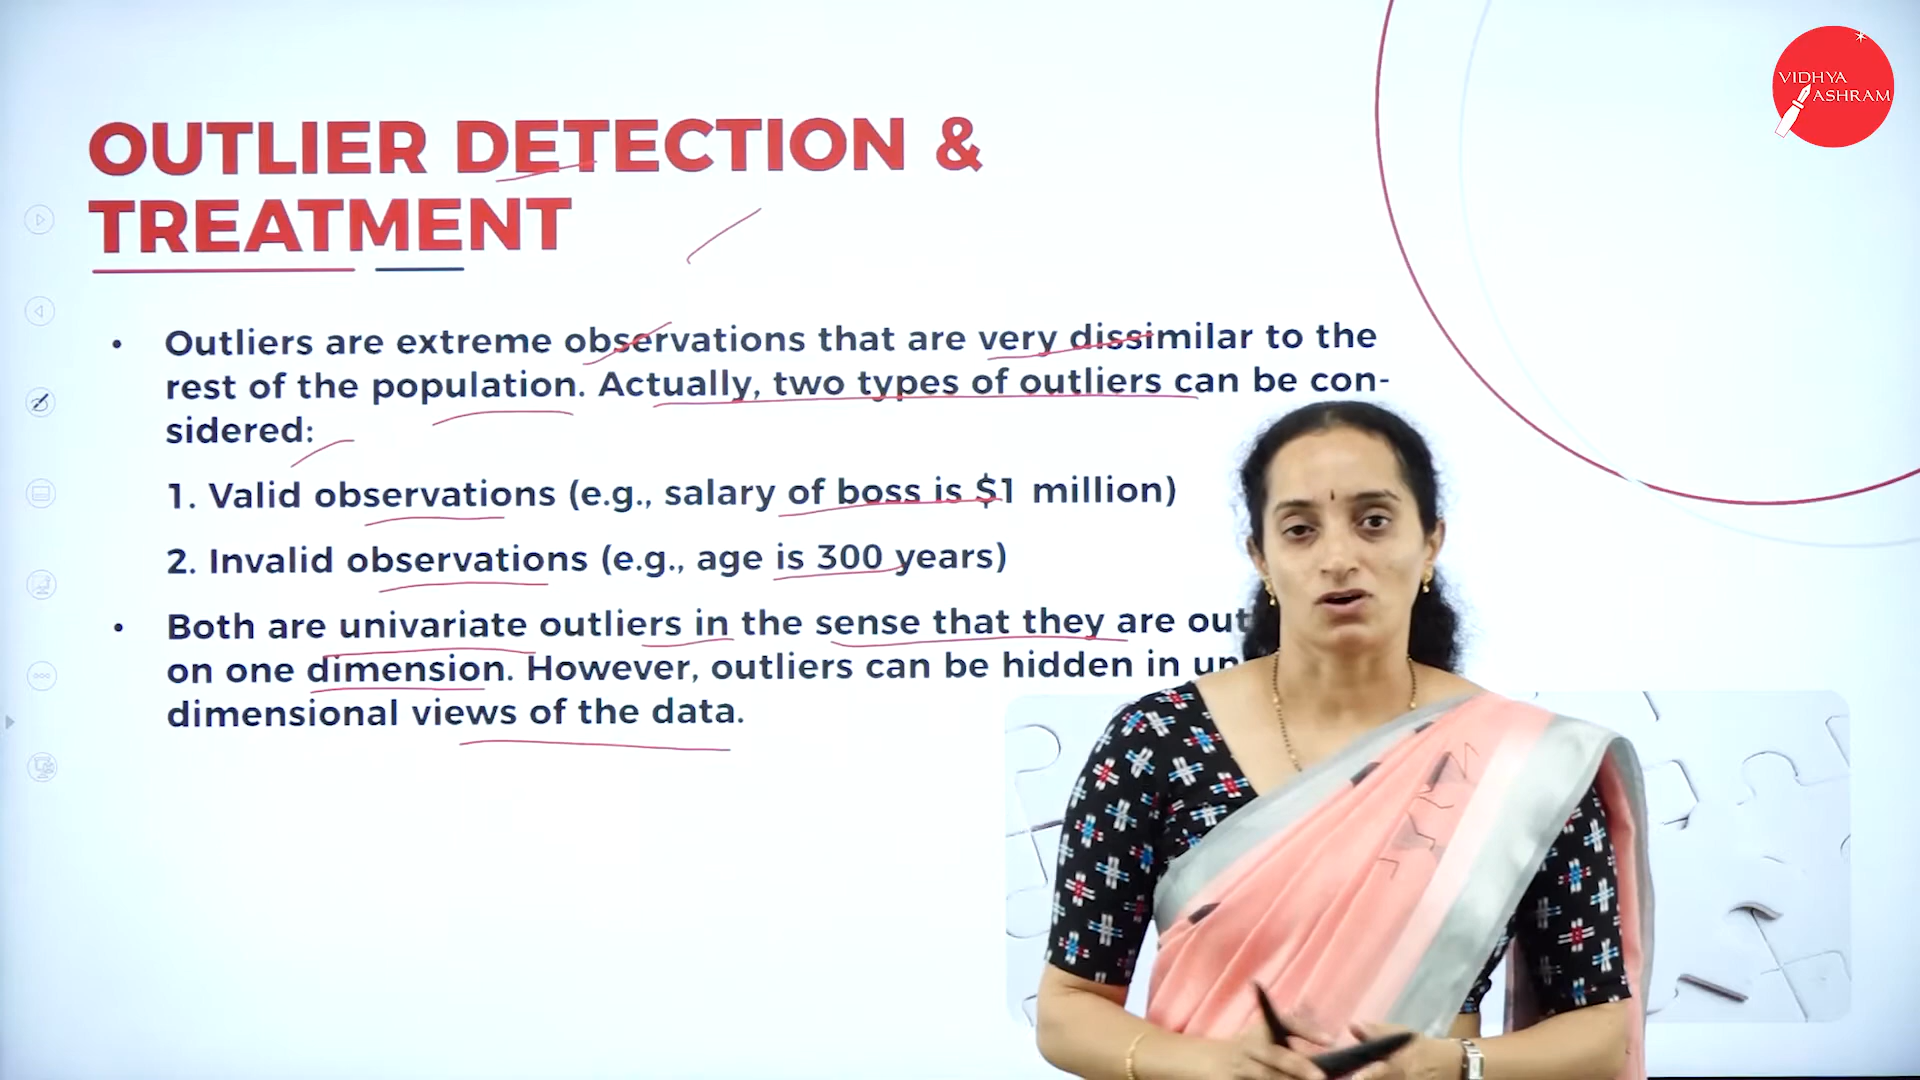 VIDHYA
ASHRAM
OUTLIER DETECTION &
TREATMENT
• Outliers are extreme observations that are very dissimilar to the
rest of the population. Actually, two types of outliers can be con-
sidered:
1. Valid observations (e.g., salary of boss is $1 million)
2. Invalid observations (e.g., age is 300 years)
• Both are univariate outliers in the sense that they are
on one dimension. However, outliers can be hidden in
dimensional views of the data.